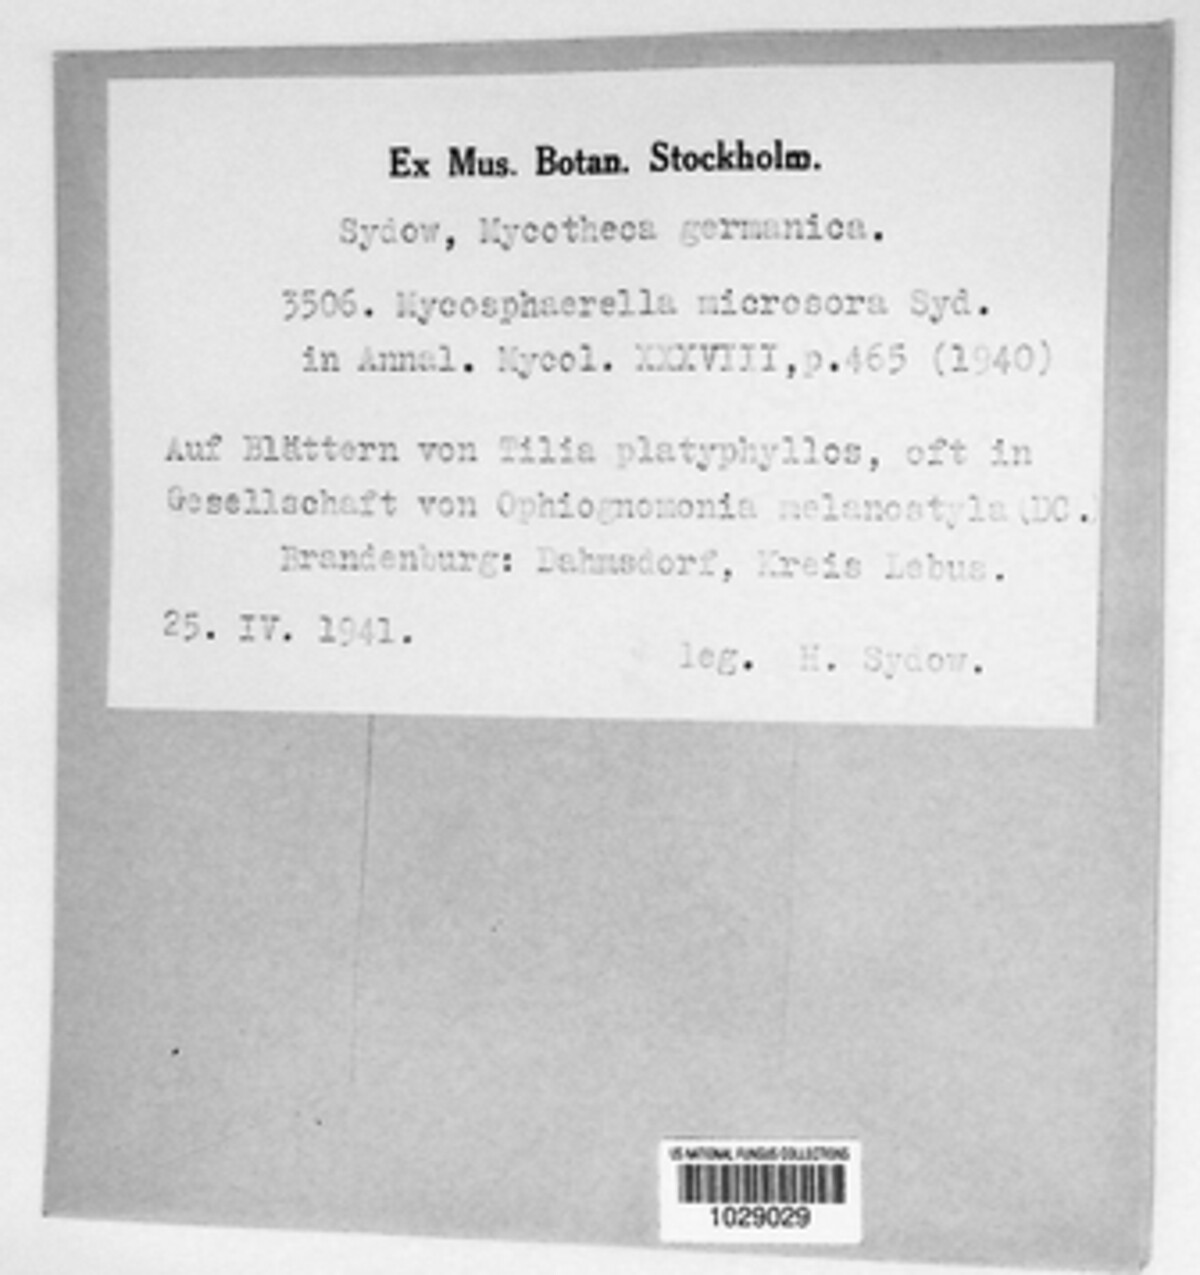 Ex Mus. Botan. Stockholm.
Sydow, Mycotheca germanica.
3506. Mycosphaerella microsora Syd.
in Annal. Mycol. XXXVIII,p.465 (1940)
Auf Blättern von Tilia platyphyllos, oft in
Gesellschaft von Ophiognomonia melanostyla (DC.)
Brandenburg: Dahmsdorf, Kreis Lebus.
25. IV. 1941.
leg. H. Sydow.
US NATIONAL FUNGUS COLLECTIONS
1029029